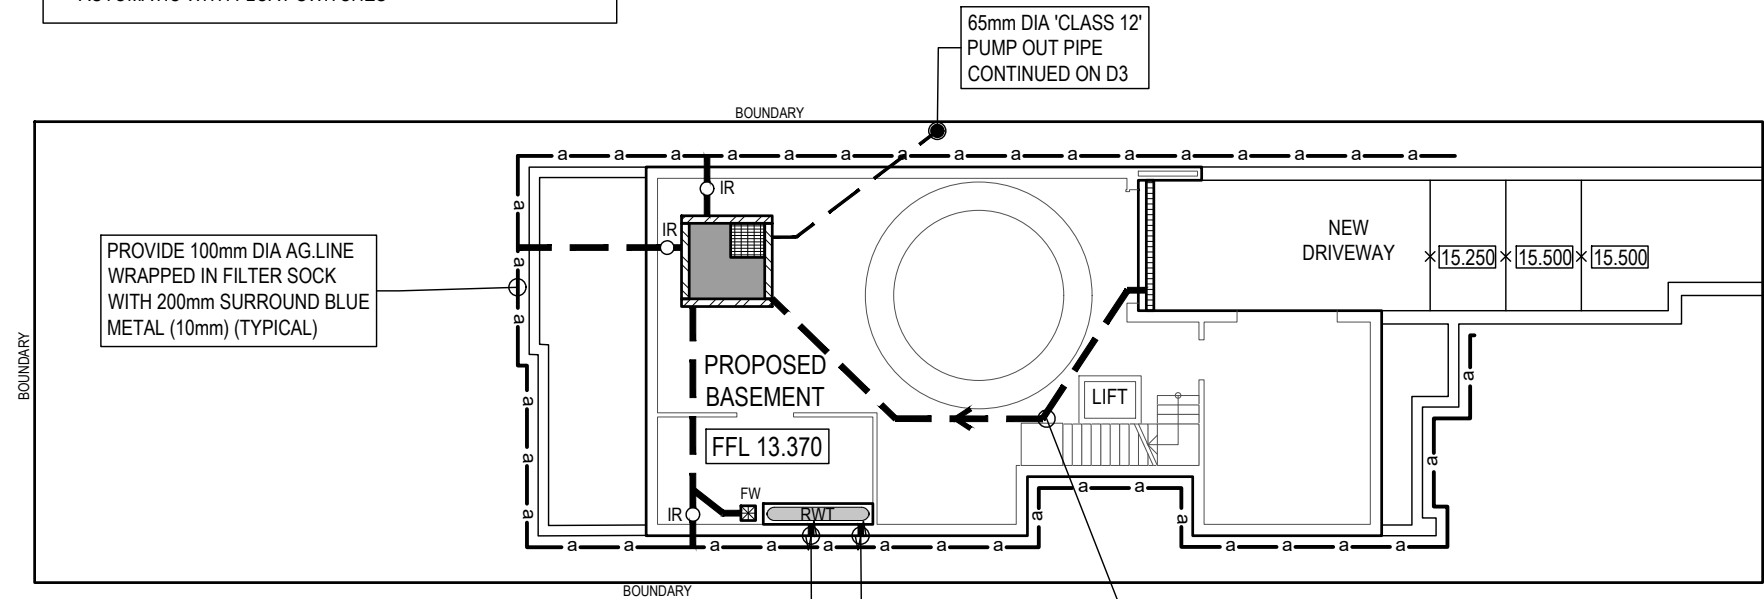 AUTOMATIC WITH FLOAT SWITCHES
65mm DIA 'CLASS 12'
PUMP OUT PIPE
CONTINUED ON D3
BOUNDARY
a a a a a a a a a a a a a a a a
IR
IR
a
NEW
DRIVEWAY
15.250
15.500
15.500
PROVIDE 100mm DIA AG.LINE
WRAPPED IN FILTER SOCK
WITH 200mm SURROUND BLUE
METAL (10mm) (TYPICAL)
a
a
BOUNDARY
PROPOSED
BASEMENT
LIFT
a
a
FFL 13.370
a
a
FW
a a
IR
RWT
a
a
a
a a a a a a a a
a a a a
BOUNDARY